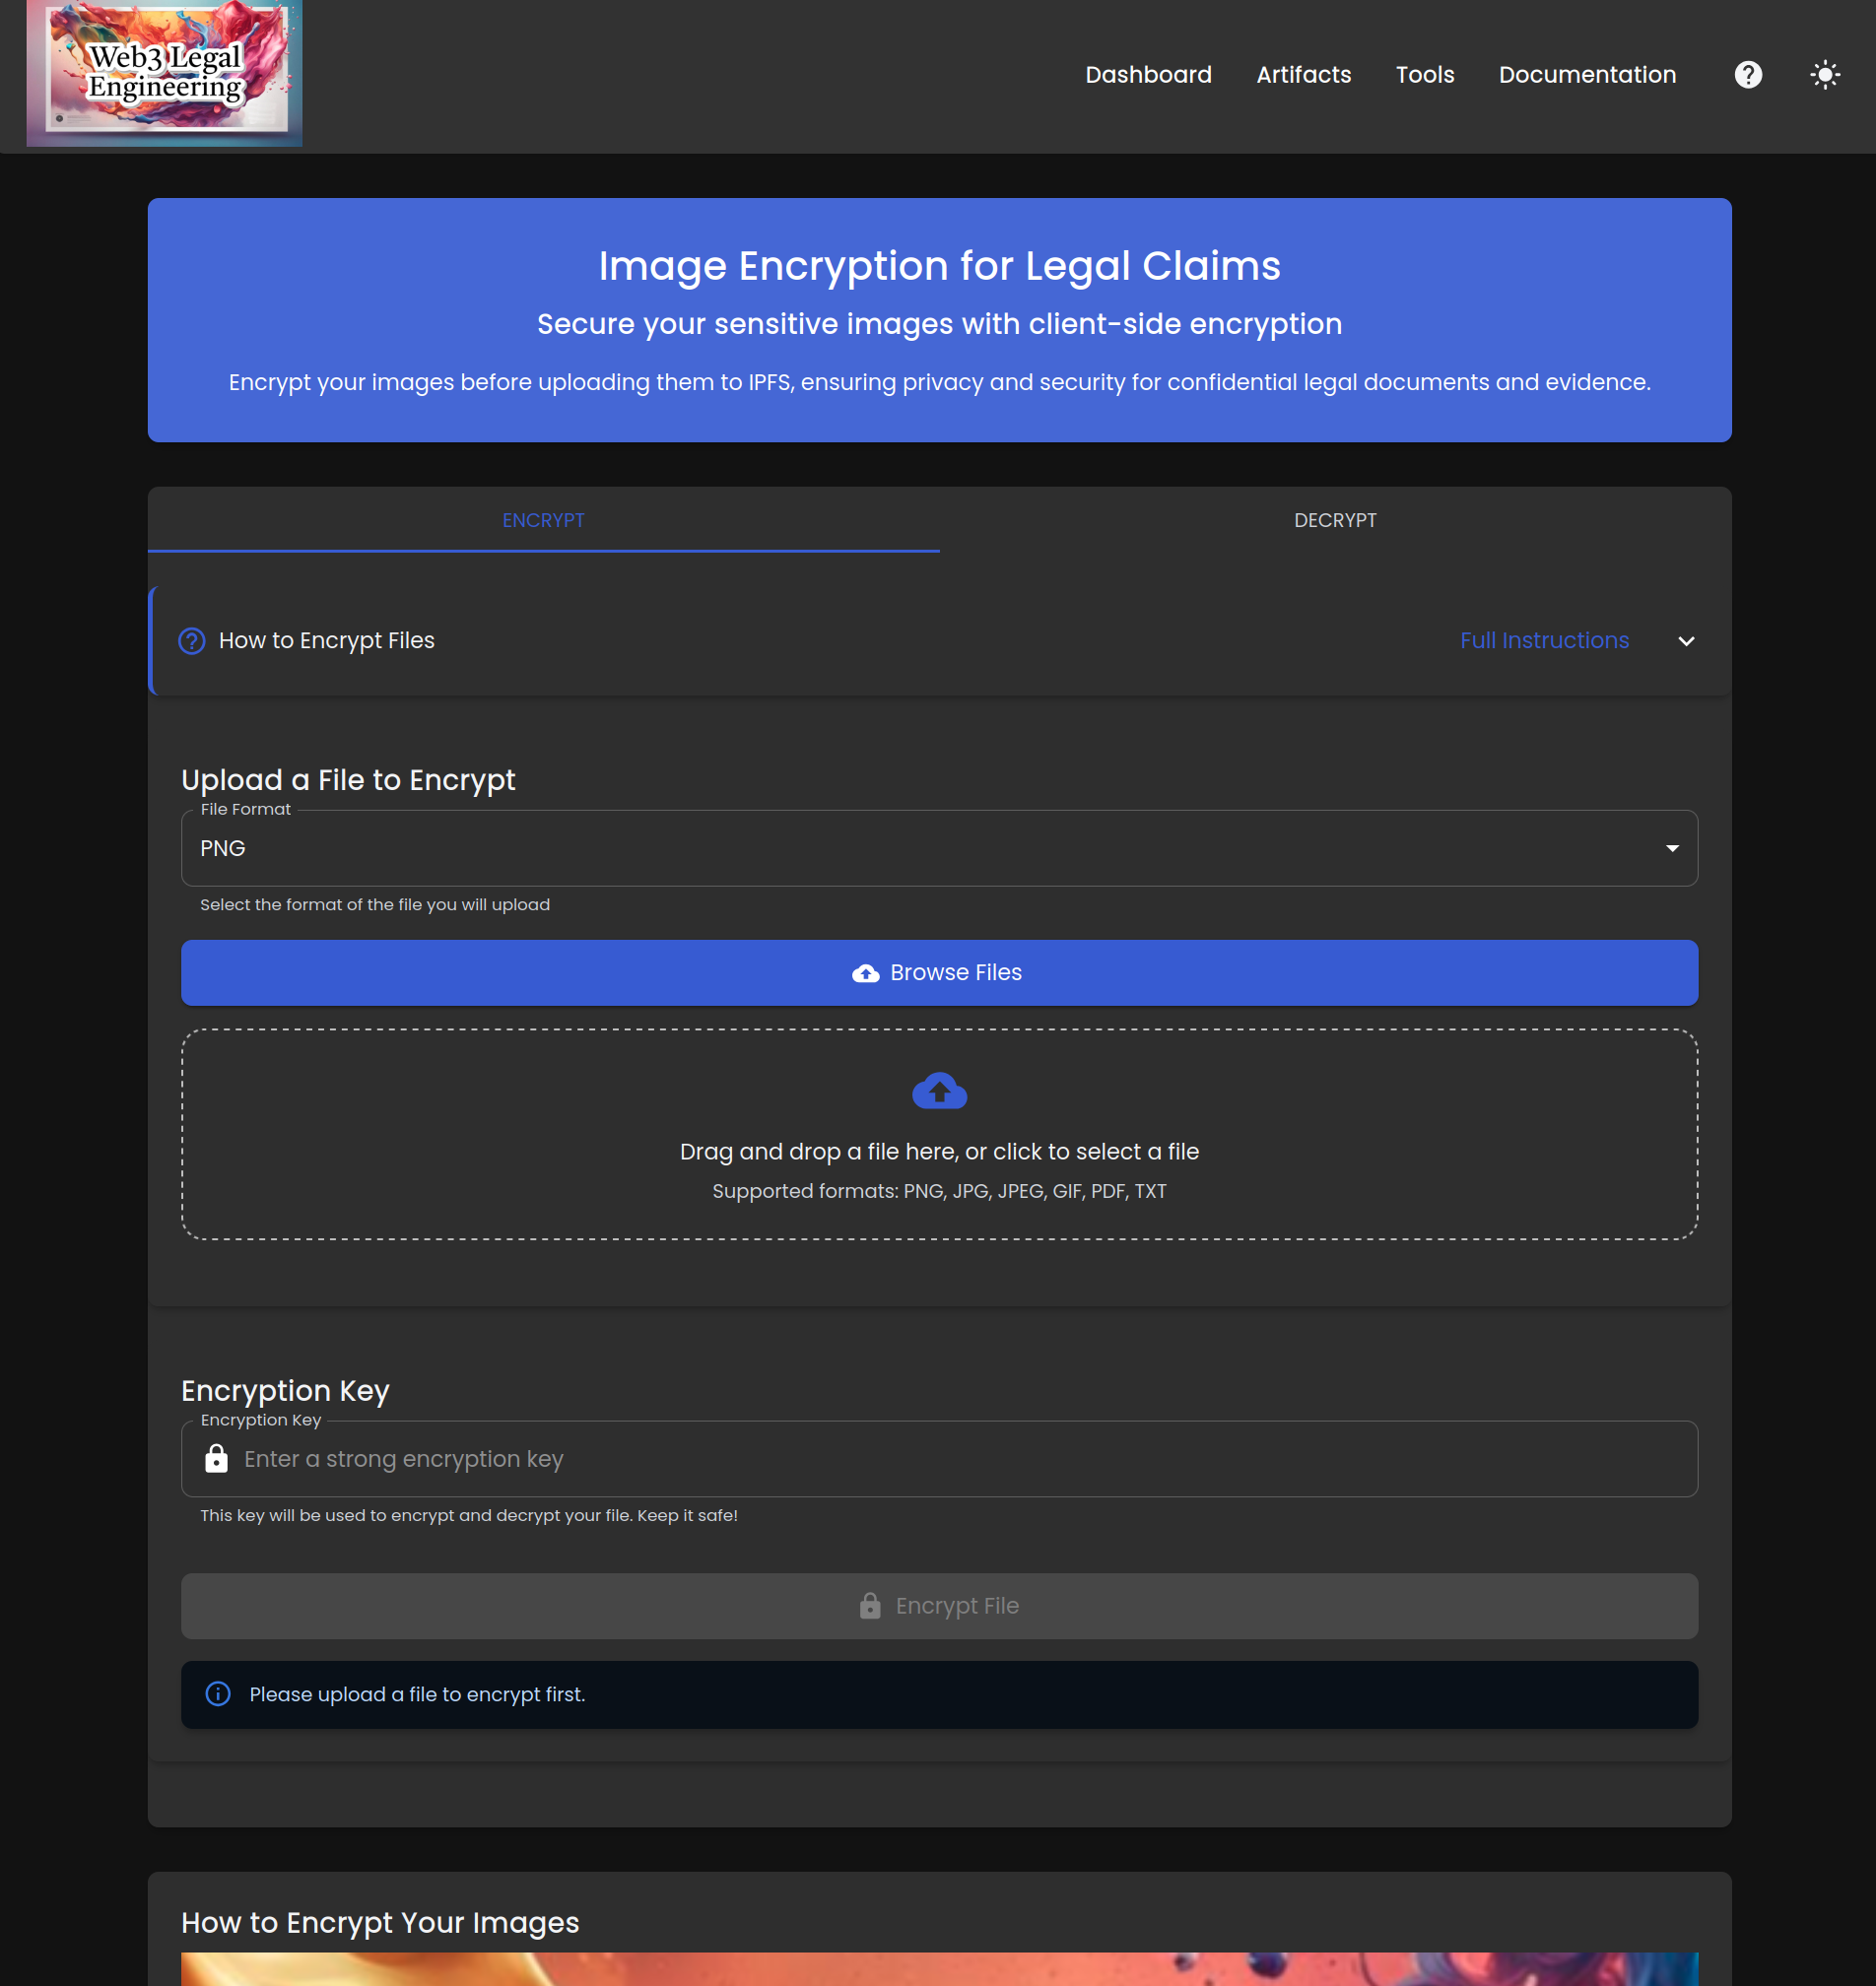 Web3 Legal
Engineering
Dashboard
Artifacts
Tools
Documentation
Image Encryption for Legal Claims
Secure your sensitive images with client-side encryption
Encrypt your images before uploading them to IPFS, ensuring privacy and security for confidential legal documents and evidence.
ENCRYPT
DECRYPT
How to Encrypt Files
Full Instructions
Upload a File to Encrypt
File Format
PNG
Select the format of the file you will upload
Browse Files
Drag and drop a file here, or click to select a file
Supported formats: PNG, JPG, JPEG, GIF, PDF, TXT
Encryption Key
Encryption Key
Enter a strong encryption key
This key will be used to encrypt and decrypt your file. Keep it safe!
Encrypt File
Please upload a file to encrypt first.
How to Encrypt Your Images